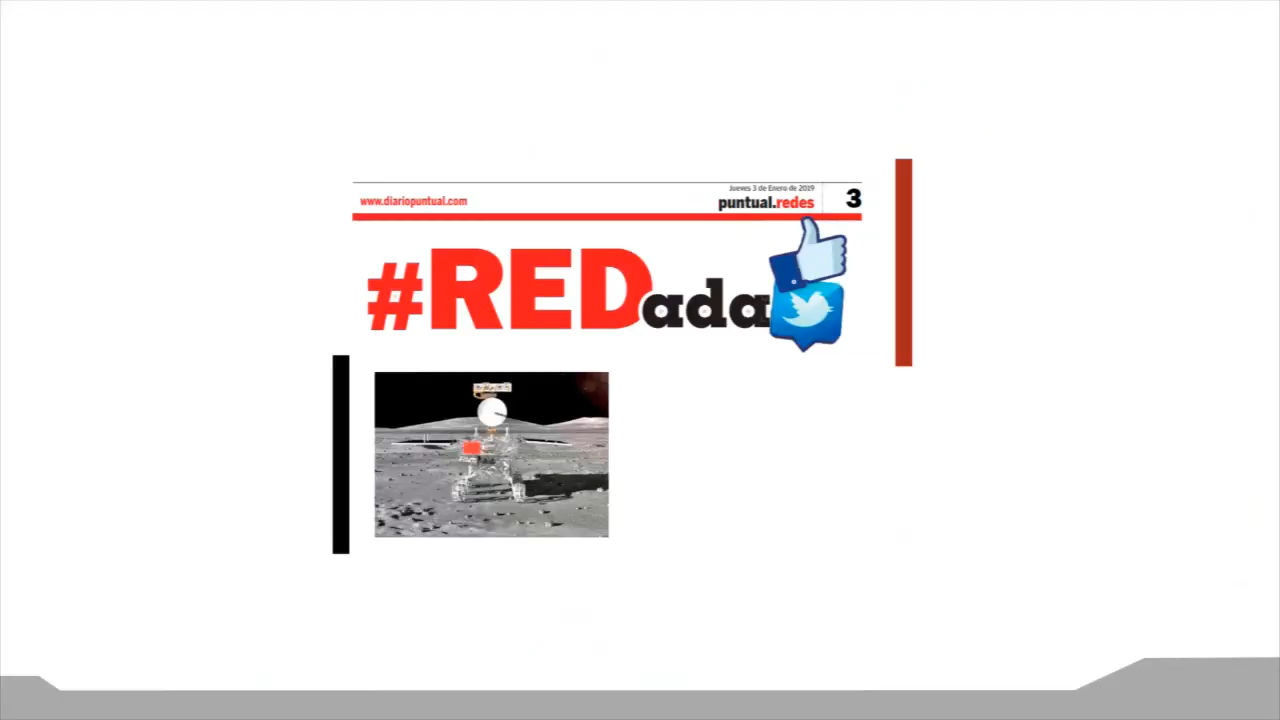 Jueves 3 de Enero de 2019
www.diariopuntual.com
puntual.redes
3
#REDada